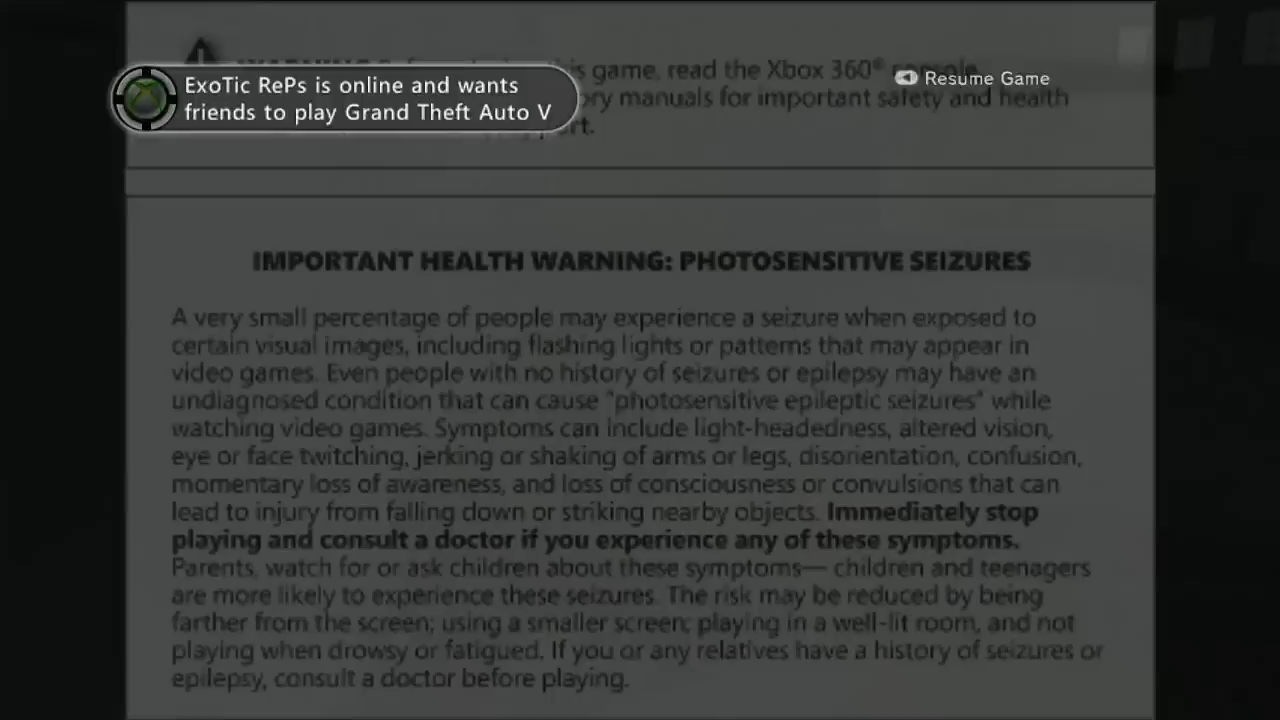 this game, read the Xbox 360® console
ExoTic RePs is online and wants
friends to play Grand Theft Auto V
Resume Game
manuals for important safety and health
IMPORTANT HEALTH WARNING: PHOTOSENSITIVE SEIZURES
A very small percentage of people may experience a seizure when exposed to
certain visual images, including flashing lights or patterns that may appear in
video games. Even people with no history of seizures or epilepsy may have an
undiagnosed condition that can cause "photosensitive epileptic seizures" while
watching video games. Symptoms can include light-headedness, altered vision,
eye or face twitching, jerking or shaking of arms or legs, disorientation, confusion,
momentary loss of awareness, and loss of consciousness or convulsions that can
lead to injury from falling down or striking nearby objects. Immediately stop
playing and consult a doctor if you experience any of these symptoms.
Parents, watch for or ask children about these symptoms— children and teenagers
are more likely to experience these seizures. The risk may be reduced by being
farther from the screen; using a smaller screen; playing in a well-lit room, and not
playing when drowsy or fatigued. If you or any relatives have a history of seizures or
epilepsy, consult a doctor before playing.